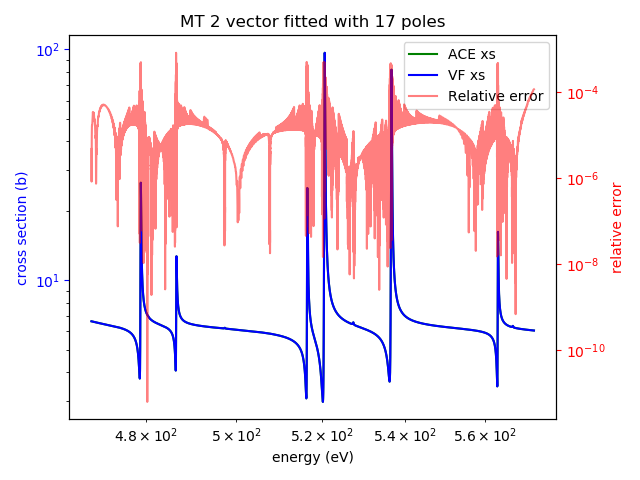 MT 2 vector fitted with 17 poles
ACE xs
VF xs
Relative error
cross section (b)
10²
10¹
relative error
10⁻⁴
10⁻⁶
10⁻⁸
10⁻¹⁰
4.8 × 10² 5 × 10² 5.2 × 10² 5.4 × 10² 5.6 × 10²
energy (eV)